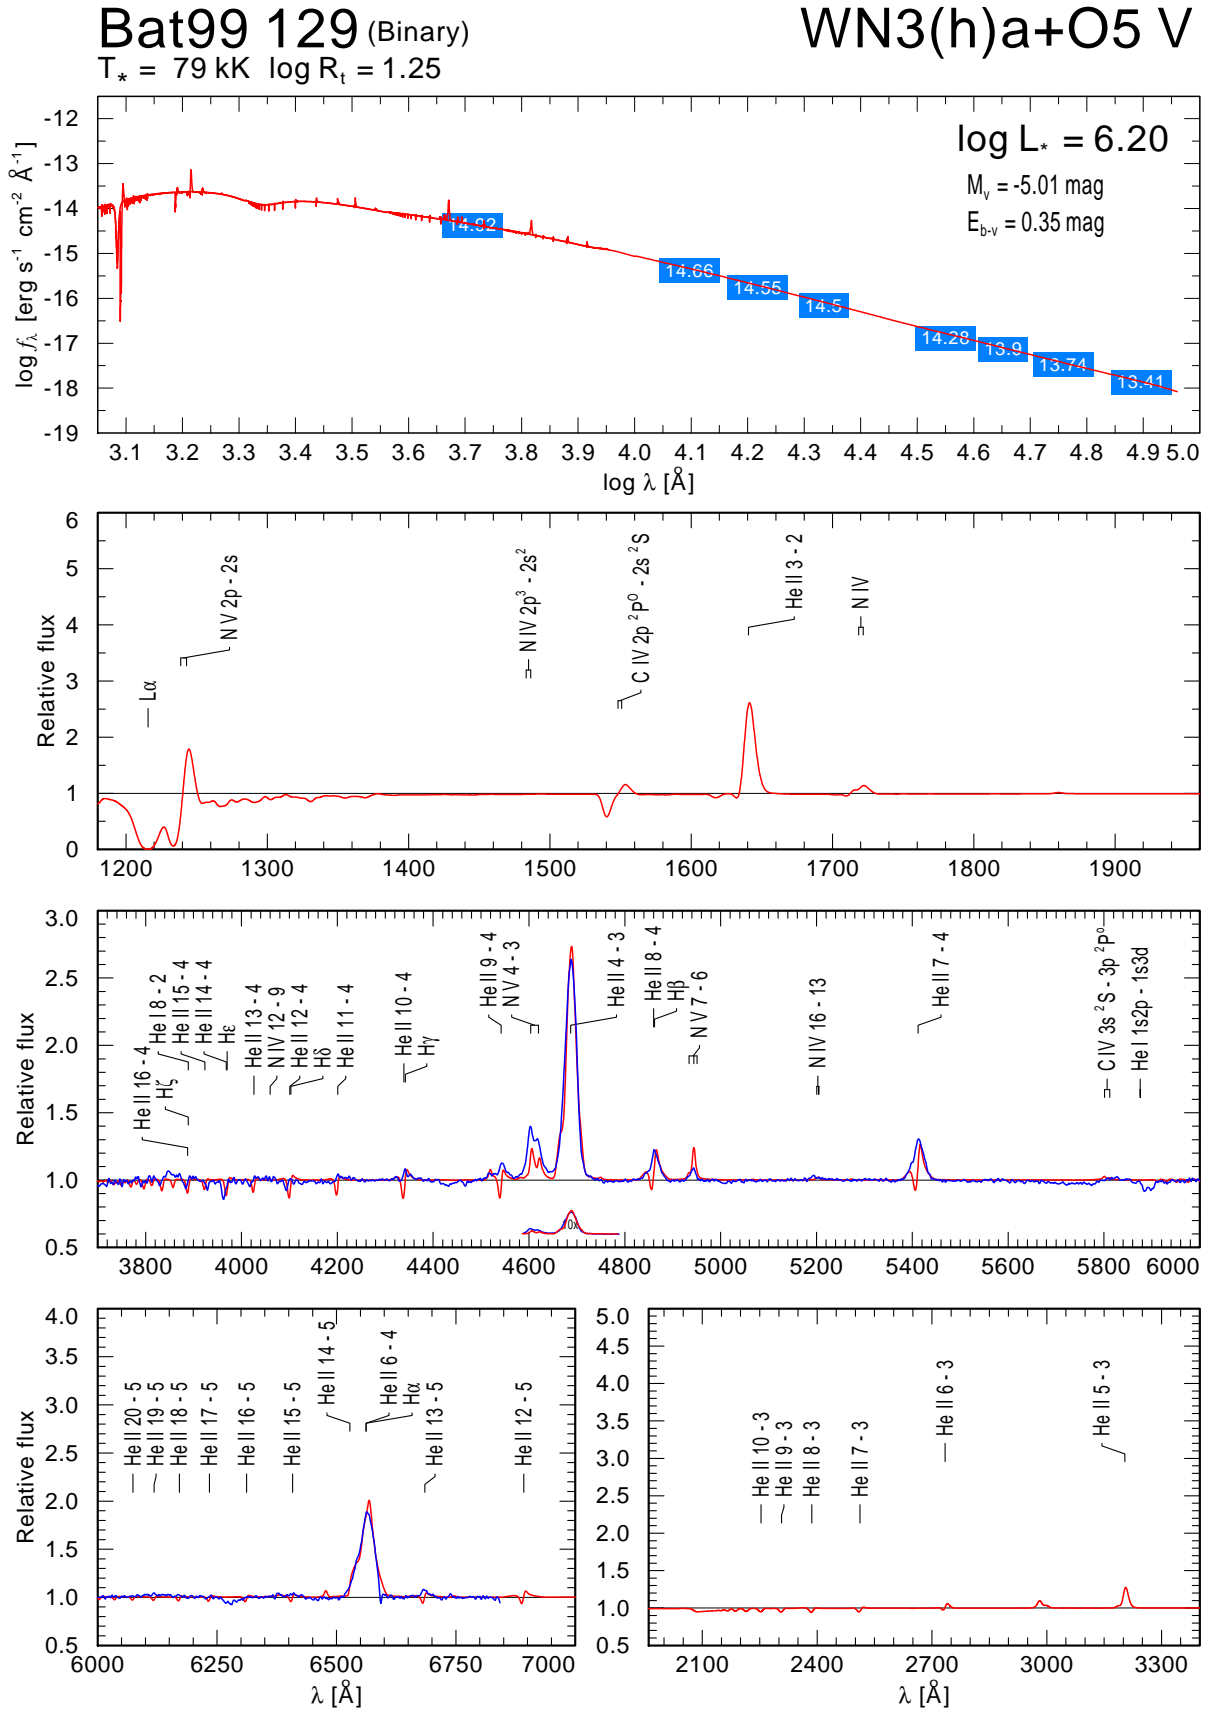 Bat99 129 (Binary)
WN3(h)a+O5 V
T* = 79 kK log Rt = 1.25
log L* = 6.20
Mv = -5.01 mag
Eb-v = 0.35 mag
log fλ [erg s-1 cm-2 Å-1]
-12
-13
-14
-15
-16
-17
-18
-19
14.92
14.66
14.55
14.5
14.28
13.9
13.74
13.41
3.1 3.2 3.3 3.4 3.5 3.6 3.7 3.8 3.9 4.0 4.1 4.2 4.3 4.4 4.5 4.6 4.7 4.8 4.9 5.0
log λ [Å]
Relative flux
6
5
4
3
2
1
0
Lα
N V 2p - 2s
N IV 2p3 - 2s2
C IV 2p 2P0 - 2s 2S
He II 3 - 2
N IV
1200 1300 1400 1500 1600 1700 1800 1900
Relative flux
3.0
2.5
2.0
1.5
1.0
0.5
He II 16 - 4
Hζ
He I 8 - 2
He II 15 - 4
He II 14 - 4
Hε
He II 13 - 4
N IV 12 - 9
He II 12 - 4
Hδ
He II 11 - 4
He II 10 - 4
Hγ
He II 9 - 4
N V 4 - 3
He II 4 - 3
He II 8 - 4
Hβ
N V 7 - 6
N IV 16 - 13
He II 7 - 4
C IV 3s 2S - 3p 2P0
He I 1s2p - 1s3d
3800 4000 4200 4400 4600 4800 5000 5200 5400 5600 5800 6000
Relative flux
4.0
3.5
3.0
2.5
2.0
1.5
1.0
0.5
He II 20 - 5
He II 19 - 5
He II 18 - 5
He II 17 - 5
He II 16 - 5
He II 15 - 5
He II 14 - 5
He II 6 - 4
Hα
He II 13 - 5
He II 12 - 5
6000 6250 6500 6750 7000
λ [Å]
5.0
4.5
4.0
3.5
3.0
2.5
2.0
1.5
1.0
0.5
He II 10 - 3
He II 9 - 3
He II 8 - 3
He II 7 - 3
He II 6 - 3
He II 5 - 3
2100 2400 2700 3000 3300
λ [Å]